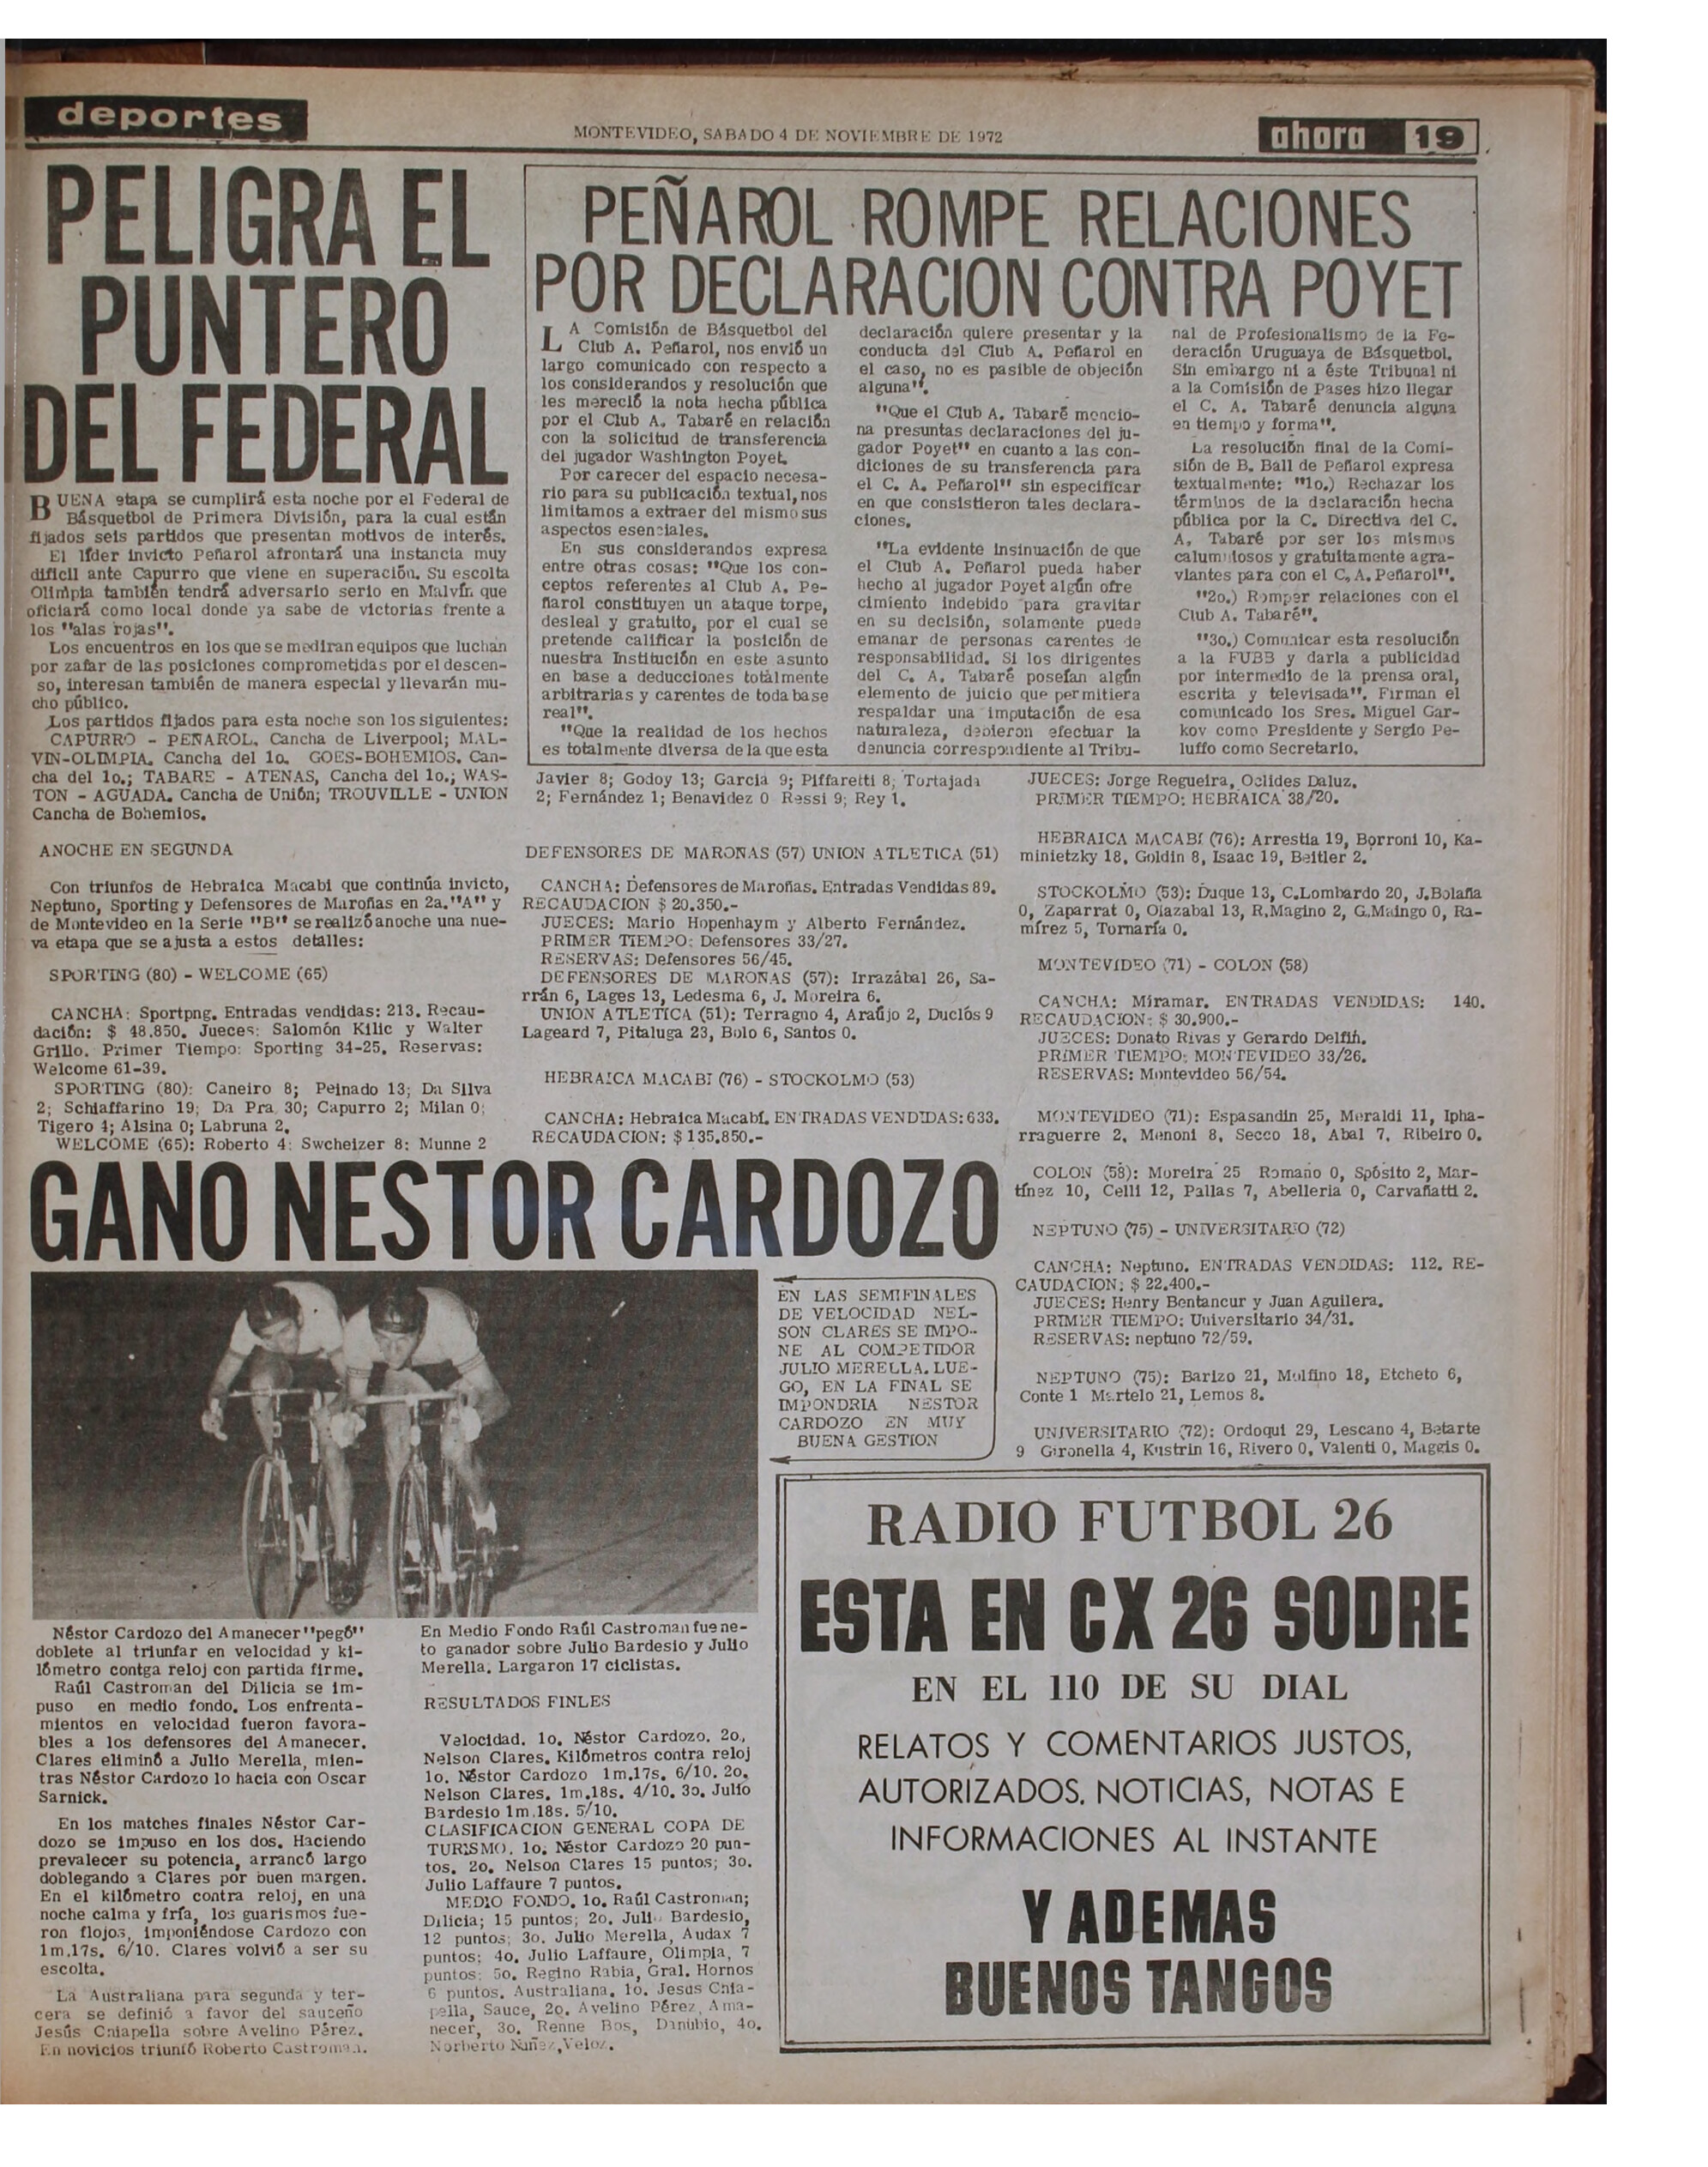 deportes
MONTEVIDEO, SABADO 4 DE NOVIEMBRE DE 1972
ahora 19
PELIGRA EL
PUNTERO
DEL FEDERAL
BUENA etapa se cumplirá esta noche por el Federal de
Básquetbol de Primera División, para la cual están
fijados seis partidos que presentan motivos de interés.
El líder invicto Peñarol afrontará una instancia muy
dificil ante Capurro que viene en superación. Su escolta
Olimpia también tendrá adversario serio en Malvín que
oficiará como local donde ya sabe de victorias frente a
los "alas rojas".
Los encuentros en los que se mediran equipos que luchan
por zafar de las posiciones comprometidas por el descen-
so, interesan también de manera especial y llevarán mu-
cho público.
Los partidos fijados para esta noche son los siguientes:
CAPURRO - PEÑAROL. Cancha de Liverpool; MAL-
VIN-OLIMPIA. Cancha del 1o. GOES-BOHEMIOS. Can-
cha del 1o.; TABARE - ATENAS, Cancha del 1o.; WAS-
TON - AGUADA. Cancha de Unión; TROUVILLE - UNION
Cancha de Bohemios.
ANOCHE EN SEGUNDA
Con triunfos de Hebraica Macabi que continúa invicto,
Neptuno, Sporting y Defensores de Maroñas en 2a. "A" y
de Montevideo en la Serie "B" se realizó anoche una nue-
va etapa que se ajusta a estos detalles:
SPORTING (80) - WELCOME (65)
CANCHA: Sportpng. Entradas vendidas: 213. Recau-
dación: $ 48.850. Jueces: Salomón Kilic y Walter
Grillo. Primer Tiempo: Sporting 34-25. Reservas:
Welcome 61-39.
SPORTING (80): Caneiro 8; Peinado 13; Da Silva
2; Schiaffarino 19; Da Pra 30; Capurro 2; Milan 0;
Tigero 4; Alsina 0; Labruna 2.
WELCOME (65): Roberto 4: Swcheizer 8: Munne 2
PEÑAROL ROMPE RELACIONES
POR DECLARACION CONTRA POYET
LA Comisión de Básquetbol del
Club A. Peñarol, nos envió un
largo comunicado con respecto a
los considerandos y resolución que
les mereció la nota hecha pública
por el Club A. Tabaré en relación
con la solicitud de transferencia
del jugador Washington Poyet.
Por carecer del espacio necesa-
rio para su publicación textual, nos
limitamos a extraer del mismo sus
aspectos esenciales.
En sus considerandos expresa
entre otras cosas: "Que los con-
ceptos referentes al Club A. Pe-
ñarol constituyen un ataque torpe,
desleal y gratuito, por el cual se
pretende calificar la posición de
nuestra Institución en este asunto
en base a deducciones totalmente
arbitrarias y carentes de toda base
real".
"Que la realidad de los hechos
es totalmente diversa de la que esta
declaración quiere presentar y la
conducta del Club A. Peñarol en
el caso, no es pasible de objeción
alguna".
"Que el Club A. Tabaré mencio-
na presuntas declaraciones del ju-
gador Poyet" en cuanto a las con-
diciones de su transferencia para
el C. A. Peñarol" sin especificar
en que consistieron tales declara-
ciones.
"La evidente insinuación de que
el Club A. Peñarol pueda haber
hecho al jugador Poyet algún ofre
cimiento indebido para gravitar
en su decisión, solamente puede
emanar de personas carentes de
responsabilidad. Si los dirigentes
del C. A. Tabaré poseían algún
elemento de juicio que permitiera
respaldar una imputación de esa
naturaleza, debieron efectuar la
denuncia correspondiente al Tribu-
nal de Profesionalismo de la Fe-
deración Uruguaya de Básquetbol.
Sin embargo ni a éste Tribunal ni
a la Comisión de Pases hizo llegar
el C. A. Tabaré denuncia alguna
en tiempo y forma".
La resolución final de la Comi-
sión de B. Ball de Peñarol expresa
textualmente: "1o.) Rechazar los
términos de la declaración hecha
pública por la C. Directiva del C.
A. Tabaré por ser los mismos
calumniosos y gratuitamente agra-
viantes para con el C. A. Peñarol".
"2o.) Romper relaciones con el
Club A. Tabaré".
"3o.) Comunicar esta resolución
a la FUBB y darla a publicidad
por intermedio de la prensa oral,
escrita y televisada". Firman el
comunicado los Sres. Miguel Gar-
kov como Presidente y Sergio Pe-
luffo como Secretario.
Javier 8; Godoy 13; García 9; Piffaretti 8; Tortajada
2; Fernández 1; Benavidez 0 Rossi 9; Rey 1.
DEFENSORES DE MAROÑAS (57) UNION ATLETICA (51)
CANCHA: Defensores de Maroñas. Entradas Vendidas 89.
RECAUDACION $ 20.350.-
JUECES: Mario Hopenhaym y Alberto Fernández.
PRIMER TIEMPO: Defensores 33/27.
RESERVAS: Defensores 56/45.
DEFENSORES DE MAROÑAS (57): Irrazábal 26, Sa-
rrán 6, Lages 13, Ledesma 6, J. Moreira 6.
UNION ATLETICA (51): Terragno 4, Araújo 2, Duclós 9
Lageard 7, Pitaluga 23, Bolo 6, Santos 0.
HEBRAICA MACABI (76) - STOCKOLMO (53)
CANCHA: Hebraica Macabí. ENTRADAS VENDIDAS: 633.
RECAUDACION: $ 135.850.-
JUECES: Jorge Regueira, Oclides Daluz.
PRIMER TIEMPO: HEBRAICA 38/20.
HEBRAICA MACABI (76): Arrestia 19, Borroni 10, Ka-
minietzky 18, Goldin 8, Isaac 19, Beitler 2.
STOCKOLMO (53): Duque 13, C.Lombardo 20, J.Bolaña
0, Zaparrat 0, Olazabal 13, R.Magino 2, G.Maingo 0, Ra-
mírez 5, Tornaría 0.
MONTEVIDEO (71) - COLON (58)
CANCHA: Miramar. ENTRADAS VENDIDAS: 140.
RECAUDACION: $ 30.900.-
JUECES: Donato Rivas y Gerardo Delfin.
PRIMER TIEMPO: MONTEVIDEO 33/26.
RESERVAS: Montevideo 56/54.
MONTEVIDEO (71): Espasandin 25, Meraldi 11, Ipha-
rraguerre 2, Menoni 8, Secco 18, Abal 7, Ribeiro 0.
COLON (58): Moreira 25 Romano 0, Spósito 2, Mar-
tínez 10, Celli 12, Pallas 7, Abelleria 0, Carvañatti 2.
NEPTUNO (75) - UNIVERSITARIO (72)
CANCHA: Neptuno. ENTRADAS VENDIDAS: 112. RE-
CAUDACION: $ 22.400.-
JUECES: Henry Bentancur y Juan Aguilera.
PRIMER TIEMPO: Universitario 34/31.
RESERVAS: neptuno 72/59.
NEPTUNO (75): Barizo 21, Molfino 18, Etcheto 6,
Conte 1 Martelo 21, Lemos 8.
UNIVERSITARIO (72): Ordoqui 29, Lescano 4, Betarte
9 Gironella 4, Kustrin 16, Rivero 0, Valenti 0, Maggis 0.
GANO NESTOR CARDOZO
EN LAS SEMIFINALES
DE VELOCIDAD NEL-
SON CLARES SE IMPO-
NE AL COMPETIDOR
JULIO MERELLA. LUE-
GO, EN LA FINAL SE
IMPONDRIA NESTOR
CARDOZO EN MUY
BUENA GESTION
Néstor Cardozo del Amanecer "pegó"
doblete al triunfar en velocidad y ki-
lómetro contga reloj con partida firme.
Raúl Castroman del Dilicia se im-
puso en medio fondo. Los enfrenta-
mientos en velocidad fueron favora-
bles a los defensores del Amanecer.
Clares eliminó a Julio Merella, mien-
tras Néstor Cardozo lo hacia con Oscar
Sarnick.
En los matches finales Néstor Car-
dozo se impuso en los dos. Haciendo
prevalecer su potencia, arrancó largo
doblegando a Clares por buen margen.
En el kilómetro contra reloj, en una
noche calma y fría, los guarismos fue-
ron flojos, imponiéndose Cardozo con
1m.17s. 6/10. Clares volvió a ser su
escolta.
La Australiana para segunda y ter-
cera se definió a favor del sauceño
Jesús Chiapella sobre Avelino Pérez.
En novicios triunfó Roberto Castroman.
En Medio Fondo Raúl Castroman fue ne-
to ganador sobre Julio Bardesio y Julio
Merella. Largaron 17 ciclistas.
RESULTADOS FINLES
Velocidad. 1o. Néstor Cardozo. 2o.
Nelson Clares. Kilómetros contra reloj
1o. Néstor Cardozo 1m.17s. 6/10. 2o.
Nelson Clares. 1m.18s. 4/10. 3o. Julio
Bardesio 1m.18s. 5/10.
CLASIFICACION GENERAL COPA DE
TURISMO. 1o. Néstor Cardozo 20 pun-
tos. 2o. Nelson Clares 15 puntos; 3o.
Julio Laffaure 7 puntos.
MEDIO FONDO. 1o. Raúl Castroman;
Dilicia; 15 puntos; 2o. Julio Bardesio,
12 puntos; 3o. Julio Merella, Audax 7
puntos; 4o. Julio Laffaure, Olimpia, 7
puntos: 5o. Regino Rabia, Gral. Hornos
6 puntos. Australiana. 1o. Jesús Chia-
pella, Sauce, 2o. Avelino Pérez, Ama-
necer, 3o. Renne Bos, Danubio, 4o.
Norberto Nuñez, Veloz.
RADIO FUTBOL 26
ESTA EN CX 26 SODRE
EN EL 110 DE SU DIAL
RELATOS Y COMENTARIOS JUSTOS,
AUTORIZADOS. NOTICIAS, NOTAS E
INFORMACIONES AL INSTANTE
Y ADEMAS
BUENOS TANGOS